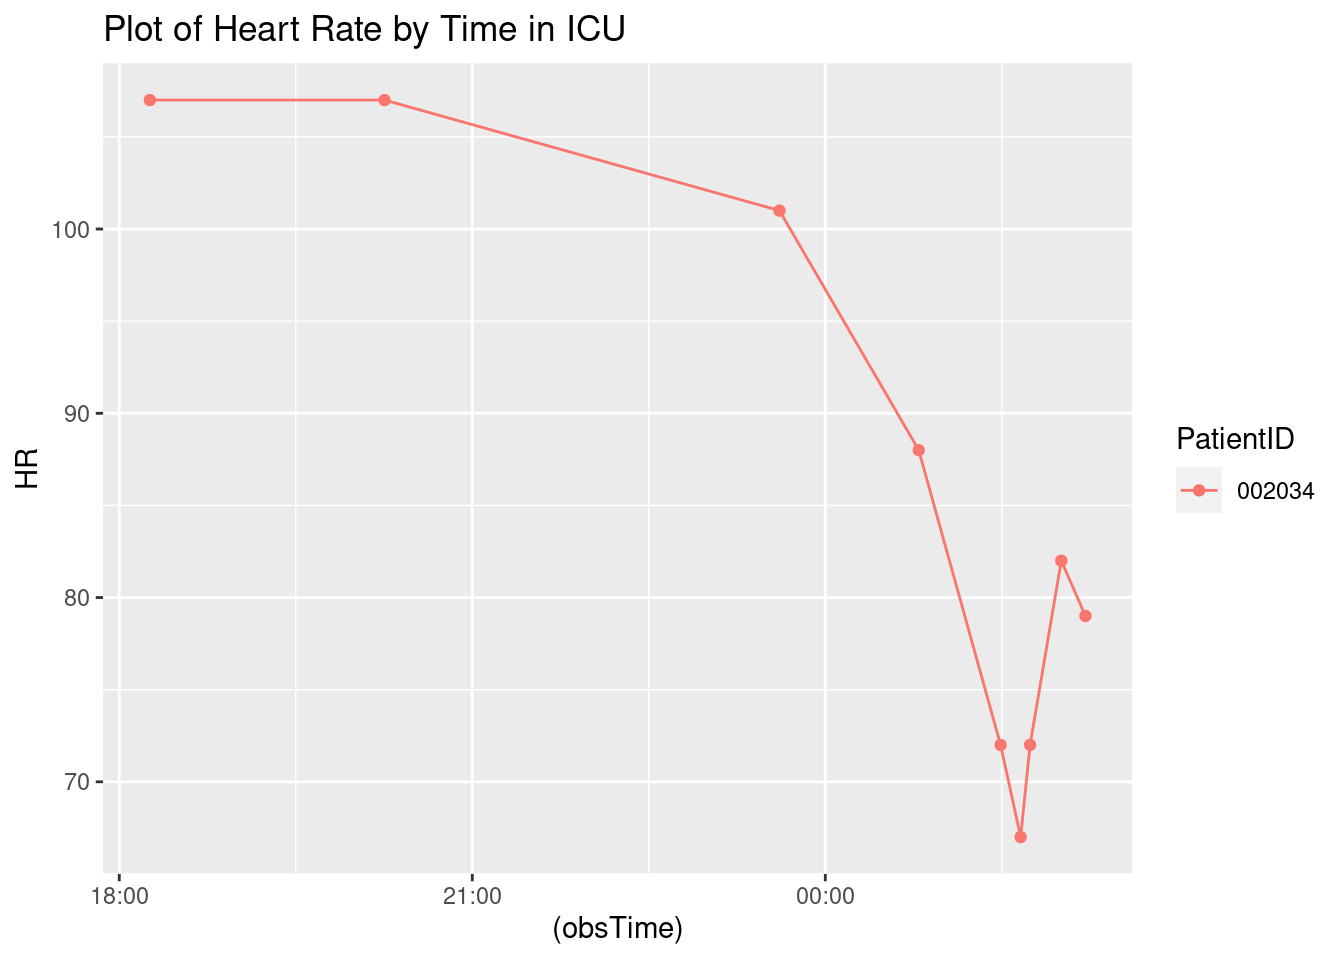 Plot of Heart Rate by Time in ICU
100
90
80
70
HR
18:00 21:00 00:00
(obsTime)
PatientID
002034